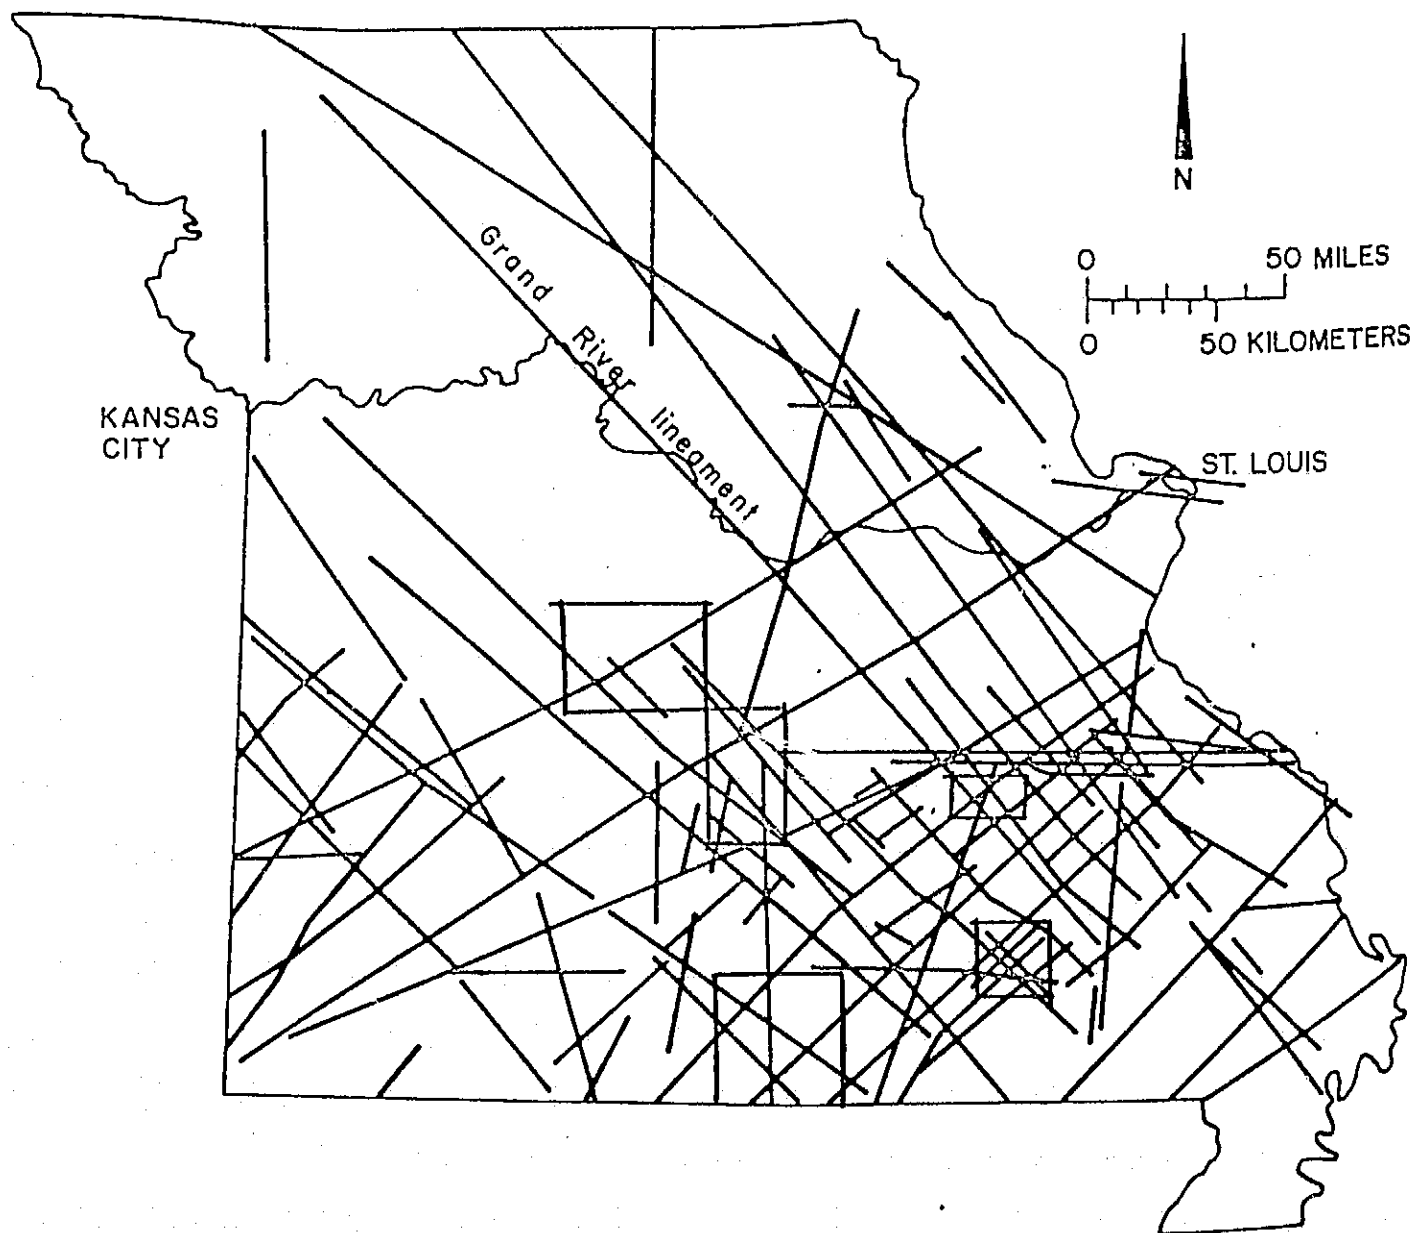 N
0 50 MILES
0 50 KILOMETERS
Grand River lineament
KANSAS
CITY
ST. LOUIS